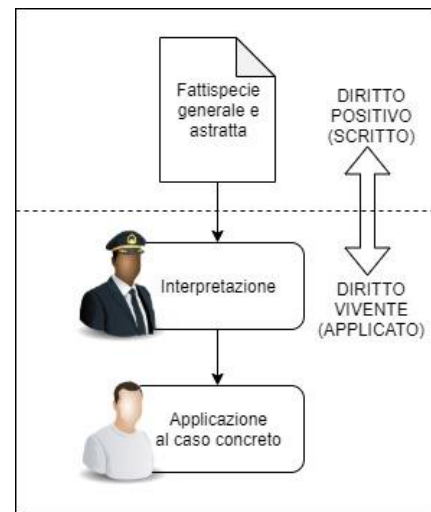 Fattispecie
generale e
astratta
DIRITTO
POSITIVO
(SCRITTO)
Interpretazione
DIRITTO
VIVENTE
(APPLICATO)
Applicazione
al caso concreto